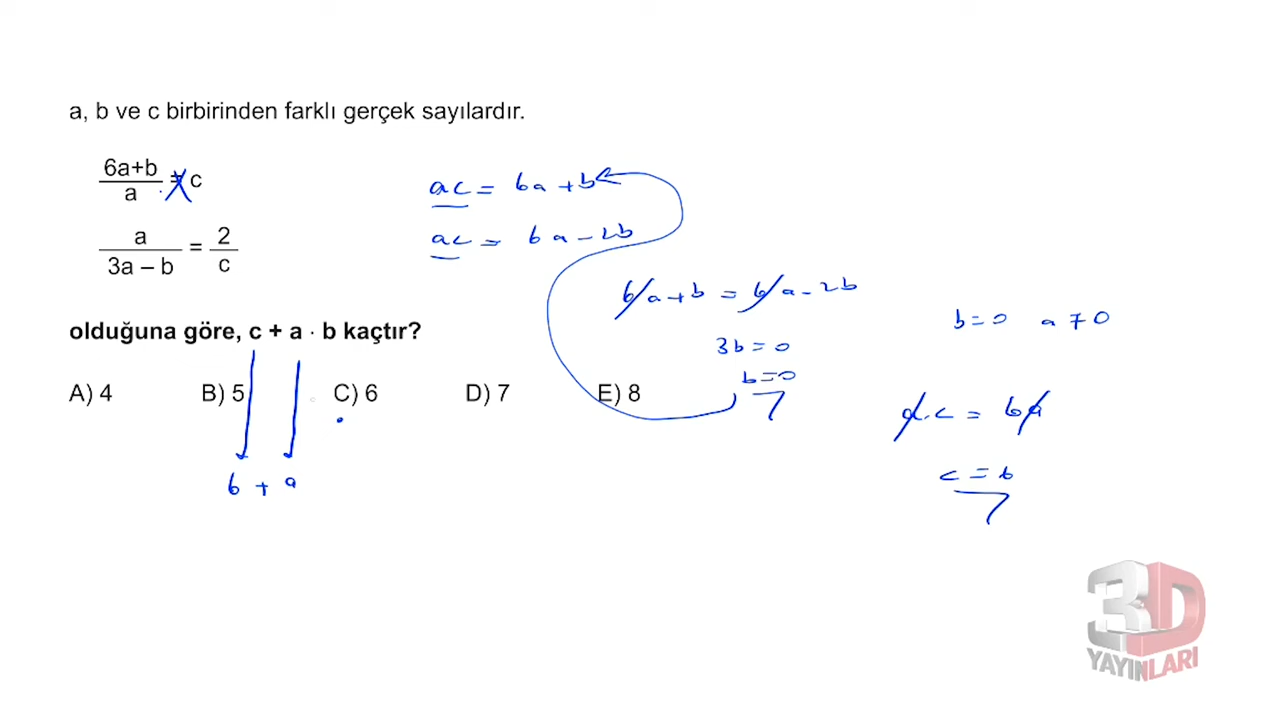 a, b ve c birbirinden farklı gerçek sayılardır.
6a+b
a
= c
a
3a – b
=
2
c
ac = 6a + b
ac = 6a - 2b
6a + b = 6a - 2b
3b = 0
b = 0
b = 0 a ≠ 0
a.c = 6a
c = 6
olduğuna göre, c + a · b kaçtır?
A) 4 B) 5 C) 6 D) 7 E) 8
6 + a
3D
YAYINLARI